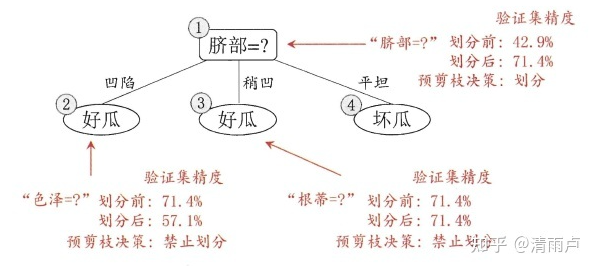 ①
脐部=?
验证集精度
“脐部=?” 划分前: 42.9%
划分后: 71.4%
预剪枝决策: 划分
凹陷 稍凹 平坦
② ③ ④
好瓜 好瓜 坏瓜
验证集精度
“色泽=?” 划分前: 71.4%
划分后: 57.1%
预剪枝决策: 禁止划分
验证集精度
“根蒂=?” 划分前: 71.4%
划分后: 71.4%
预剪枝决策: 禁止划分
知乎 @清雨卢